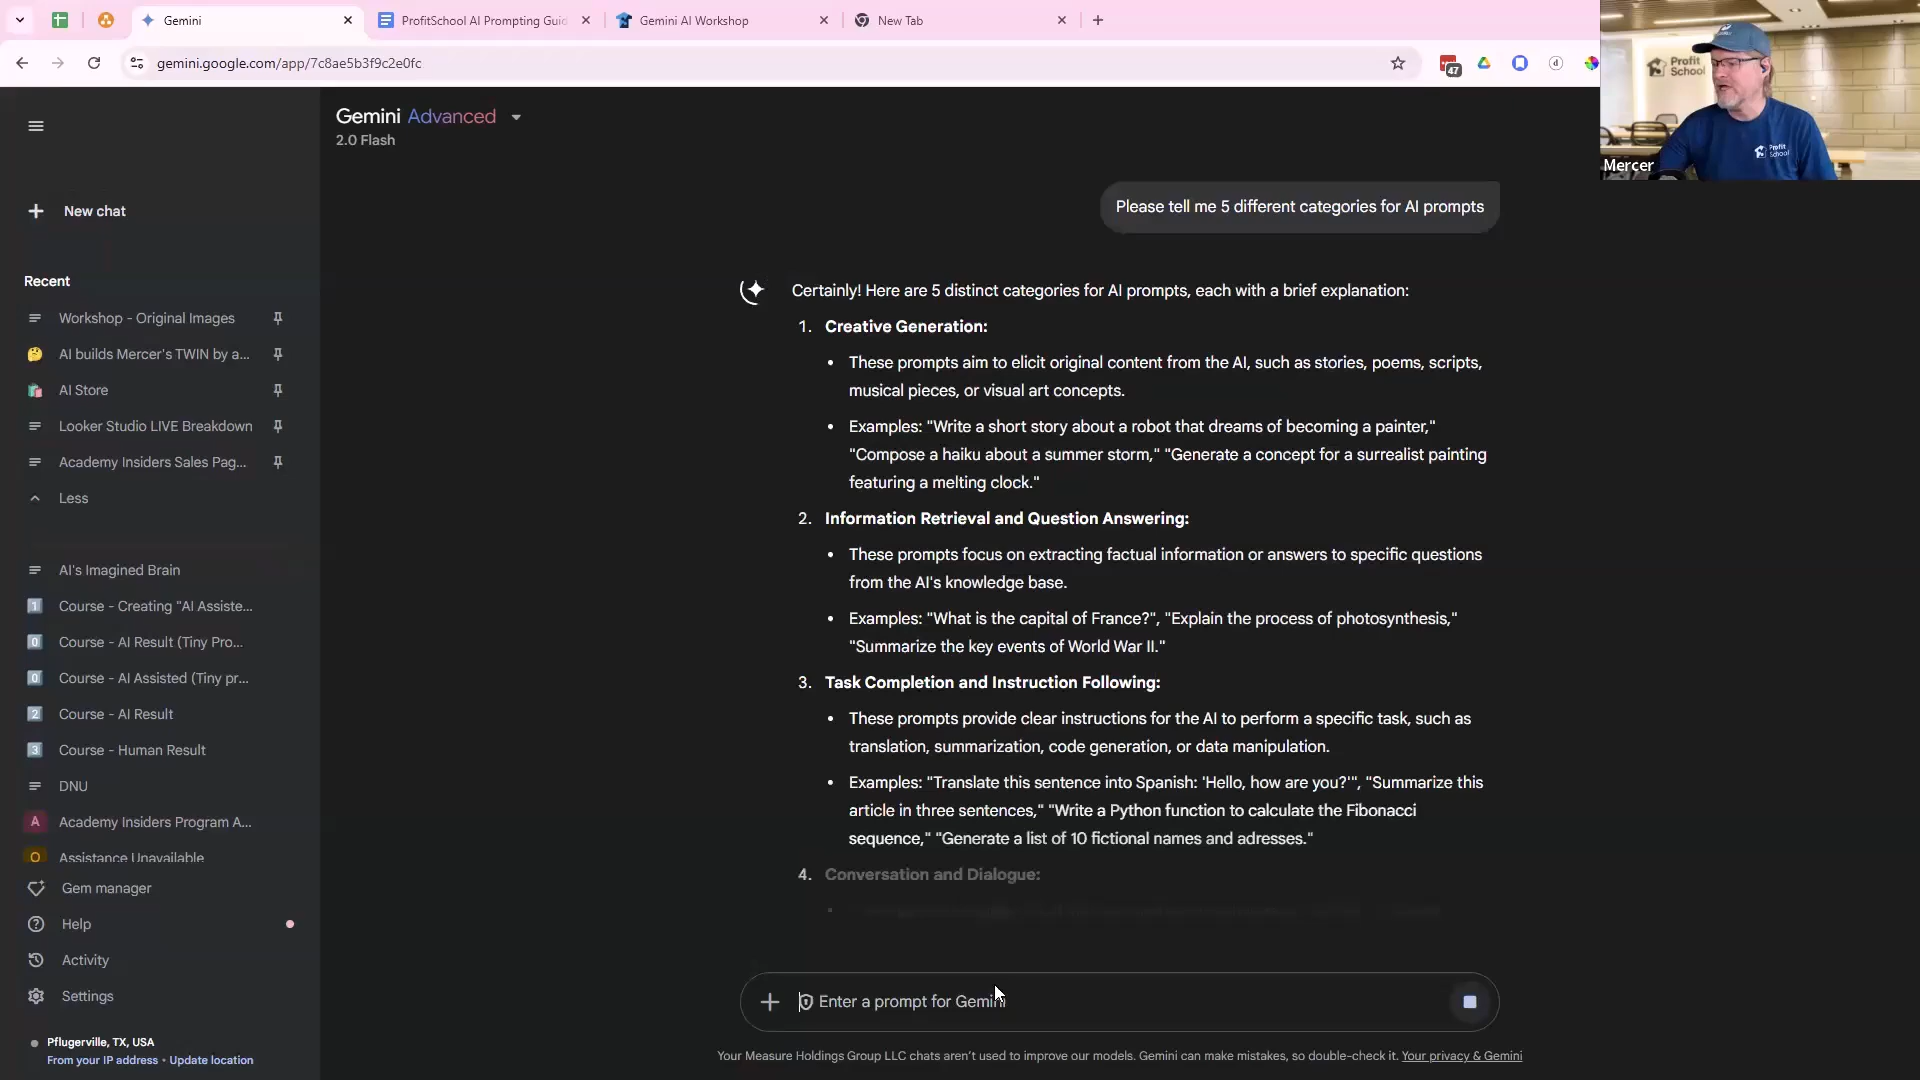 Gemini
ProfitSchool AI Prompting Guid
Gemini AI Workshop
New Tab
gemini.google.com/app/7c8ae5b3f9c2e0fc
47
Profit
School
Profit
School
Mercer
Gemini Advanced
2.0 Flash
New chat
Recent
Workshop - Original Images
AI builds Mercer's TWIN by a...
AI Store
Looker Studio LIVE Breakdown
Academy Insiders Sales Pag...
Less
AI's Imagined Brain
1 Course - Creating "AI Assiste...
0 Course - AI Result (Tiny Pro...
0 Course - AI Assisted (Tiny pr...
2 Course - AI Result
3 Course - Human Result
DNU
A Academy Insiders Program A...
O Assistance Unavailable
Gem manager
Help
Activity
Settings
Pflugerville, TX, USA
From your IP address • Update location
Please tell me 5 different categories for AI prompts
Certainly! Here are 5 distinct categories for AI prompts, each with a brief explanation:
1. Creative Generation:
• These prompts aim to elicit original content from the AI, such as stories, poems, scripts,
musical pieces, or visual art concepts.
• Examples: "Write a short story about a robot that dreams of becoming a painter,"
"Compose a haiku about a summer storm," "Generate a concept for a surrealist painting
featuring a melting clock."
2. Information Retrieval and Question Answering:
• These prompts focus on extracting factual information or answers to specific questions
from the AI's knowledge base.
• Examples: "What is the capital of France?", "Explain the process of photosynthesis,"
"Summarize the key events of World War II."
3. Task Completion and Instruction Following:
• These prompts provide clear instructions for the AI to perform a specific task, such as
translation, summarization, code generation, or data manipulation.
• Examples: "Translate this sentence into Spanish: 'Hello, how are you?'", "Summarize this
article in three sentences," "Write a Python function to calculate the Fibonacci
sequence," "Generate a list of 10 fictional names and adresses."
4. Conversation and Dialogue:
Enter a prompt for Gemini
Your Measure Holdings Group LLC chats aren't used to improve our models. Gemini can make mistakes, so double-check it. Your privacy & Gemini